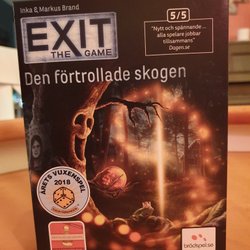 Inka & Markus Brand
EXIT
THE GAME
5/5
"Nytt och spännande ...
alla spelare jobbar
tillsammans"
Dagen.se
Den förtrollade skogen
ÅRETS VUXENSPEL
2018
brädspel.se